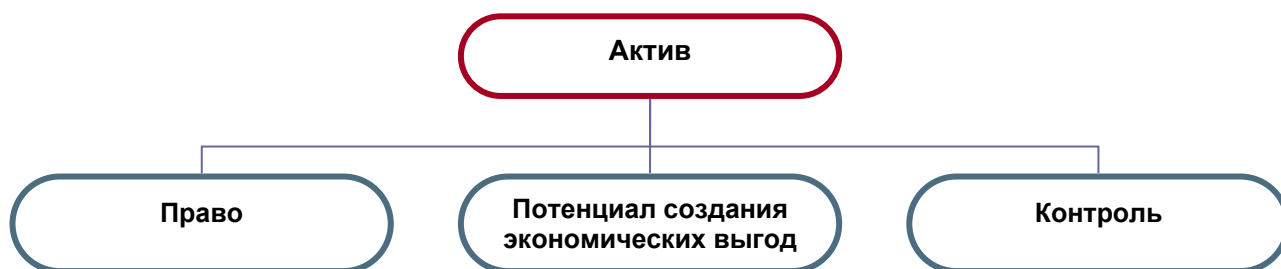 Актив
Право
Потенциал создания
экономических выгод
Контроль